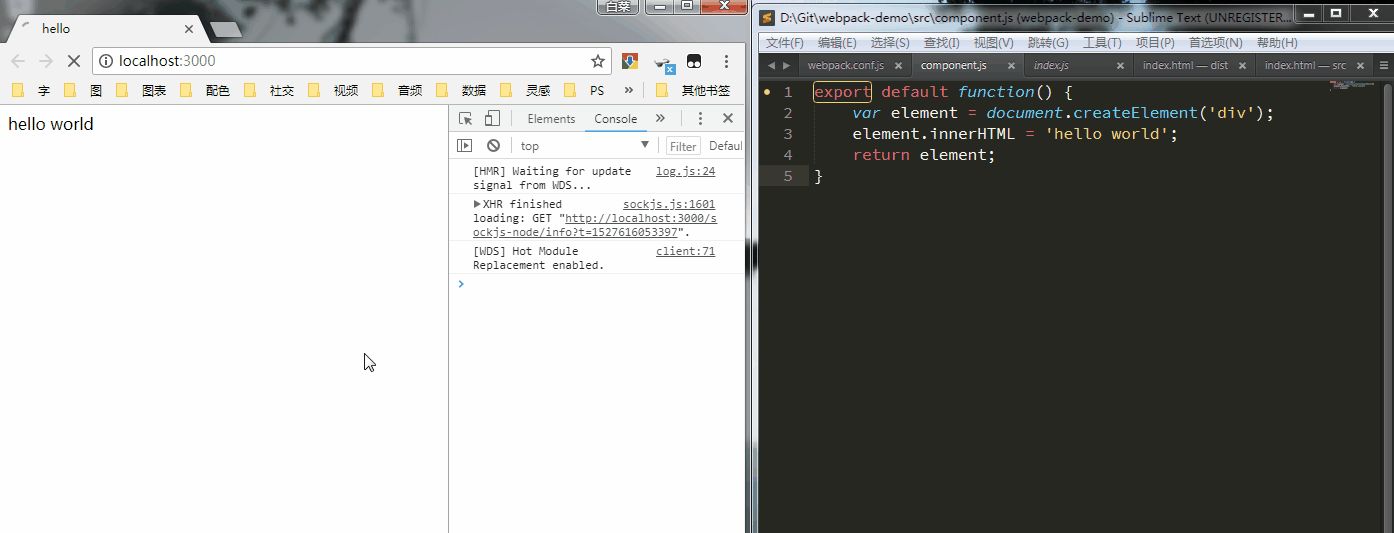 白菜
hello
localhost:3000
字 图 图表 配色 社交 视频 音频 数据 灵感 PS » 其他书签
hello world
Elements Console »
top Filter Defaul
[HMR] Waiting for update log.js:24
signal from WDS...
XHR finished sockjs.js:1601
loading: GET "http://localhost:3000/s
ockjs-node/info?t=1527616053397".
[WDS] Hot Module client:71
Replacement enabled.
D:\Git\webpack-demo\src\component.js (webpack-demo) - Sublime Text (UNREGISTER...
文件(F) 编辑(E) 选择(S) 查找(I) 视图(V) 跳转(G) 工具(T) 项目(P) 首选项(N) 帮助(H)
webpack.conf.js component.js index.js index.html — dist index.html — src
1 export default function() {
2 var element = document.createElement('div');
3 element.innerHTML = 'hello world';
4 return element;
5 }